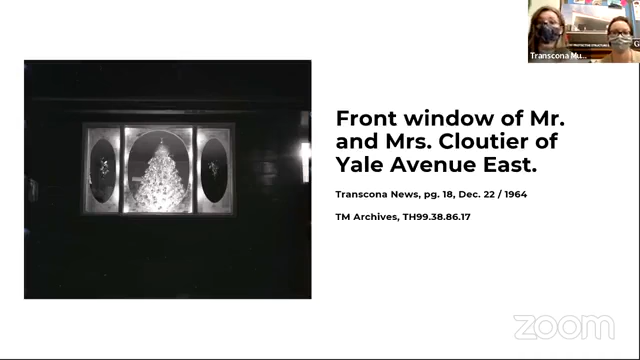 Transcona Mu...
G
Front window of Mr.
and Mrs. Cloutier of
Yale Avenue East.
Transcona News, pg. 18, Dec. 22 / 1964
TM Archives, TH99.38.86.17
zoom